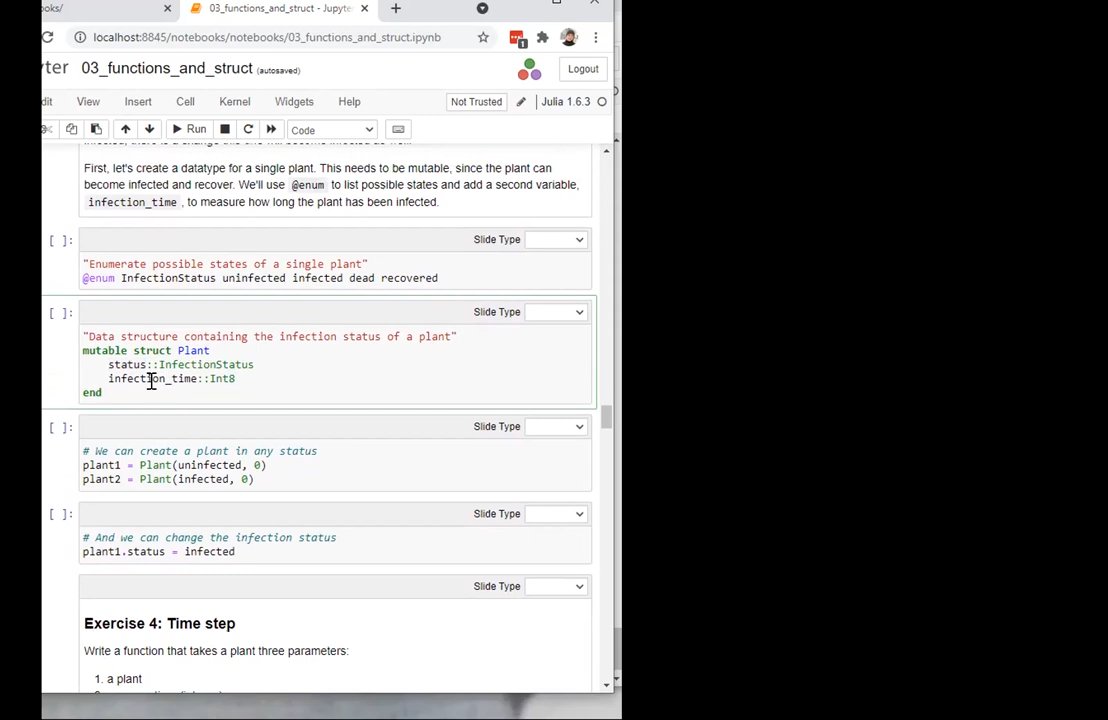 ooks/
03_functions_and_struct - Jupyter
localhost:8845/notebooks/notebooks/03_functions_and_struct.ipynb
1
yter 03_functions_and_struct (autosaved)
Logout
dit View Insert Cell Kernel Widgets Help
Not Trusted
Julia 1.6.3
Run
Code
First, let's create a datatype for a single plant. This needs to be mutable, since the plant can
become infected and recover. We'll use @enum to list possible states and add a second variable,
infection_time , to measure how long the plant has been infected.
[ ]:
Slide Type
"Enumerate possible states of a single plant"
@enum InfectionStatus uninfected infected dead recovered
[ ]:
Slide Type
"Data structure containing the infection status of a plant"
mutable struct Plant
status::InfectionStatus
infection_time::Int8
end
[ ]:
Slide Type
# We can create a plant in any status
plant1 = Plant(uninfected, 0)
plant2 = Plant(infected, 0)
[ ]:
Slide Type
# And we can change the infection status
plant1.status = infected
Slide Type
Exercise 4: Time step
Write a function that takes a plant three parameters:
1. a plant